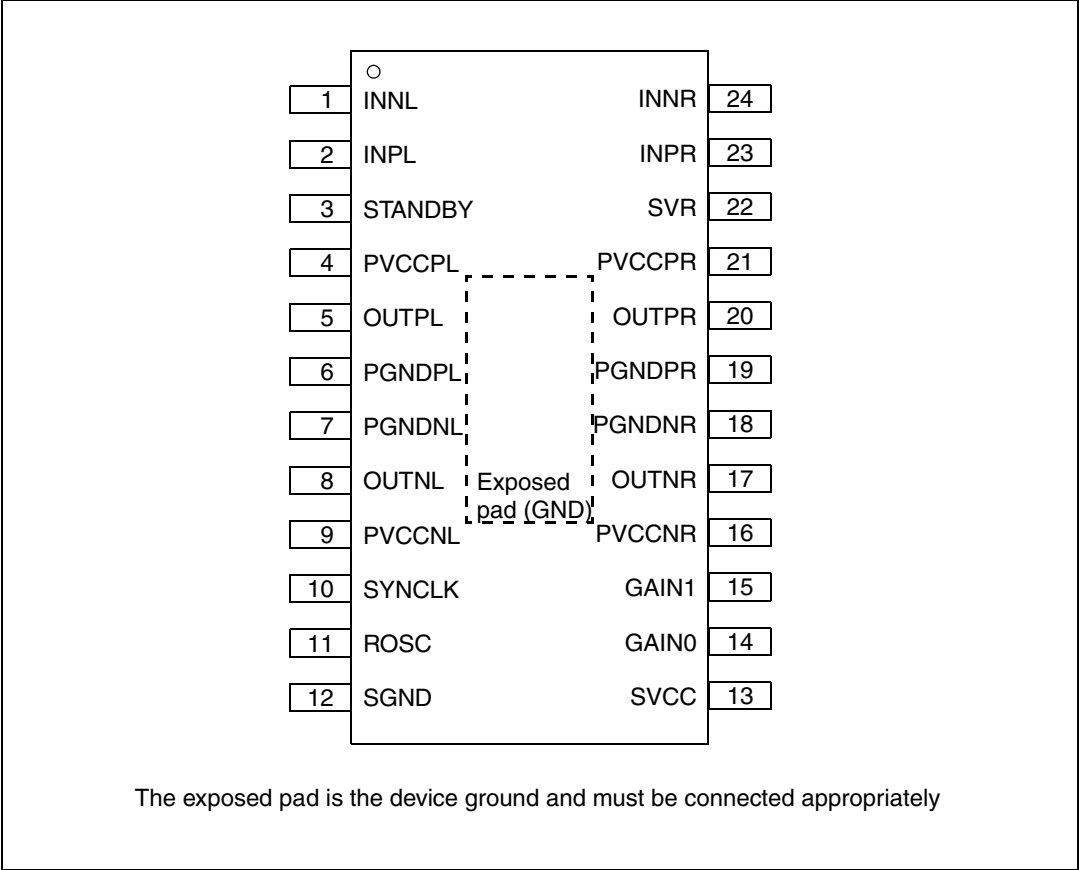 1 INNL INNR 24
2 INPL INPR 23
3 STANDBY SVR 22
4 PVCCPL PVCCPR 21
5 OUTPL OUTPR 20
6 PGNDPL PGNDPR 19
7 PGNDNL PGNDNR 18
8 OUTNL Exposed OUTNR 17
pad (GND)
9 PVCCNL PVCCNR 16
10 SYNCLK GAIN1 15
11 ROSC GAIN0 14
12 SGND SVCC 13
The exposed pad is the device ground and must be connected appropriately